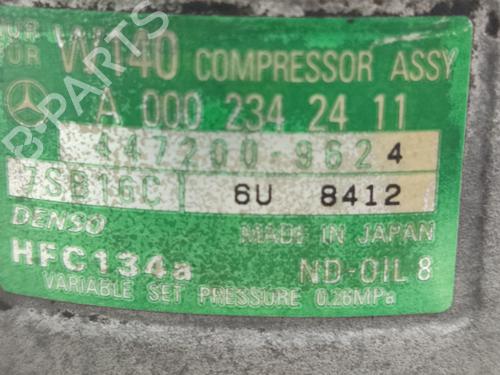 W140 COMPRESSOR ASSY
A 000 234 24 11
447200-9624
7SB16C 6U 8412
DENSO MADE IN JAPAN
HFC134a ND-OIL 8
VARIABLE SET PRESSURE 0.26MPa
B-PARTS